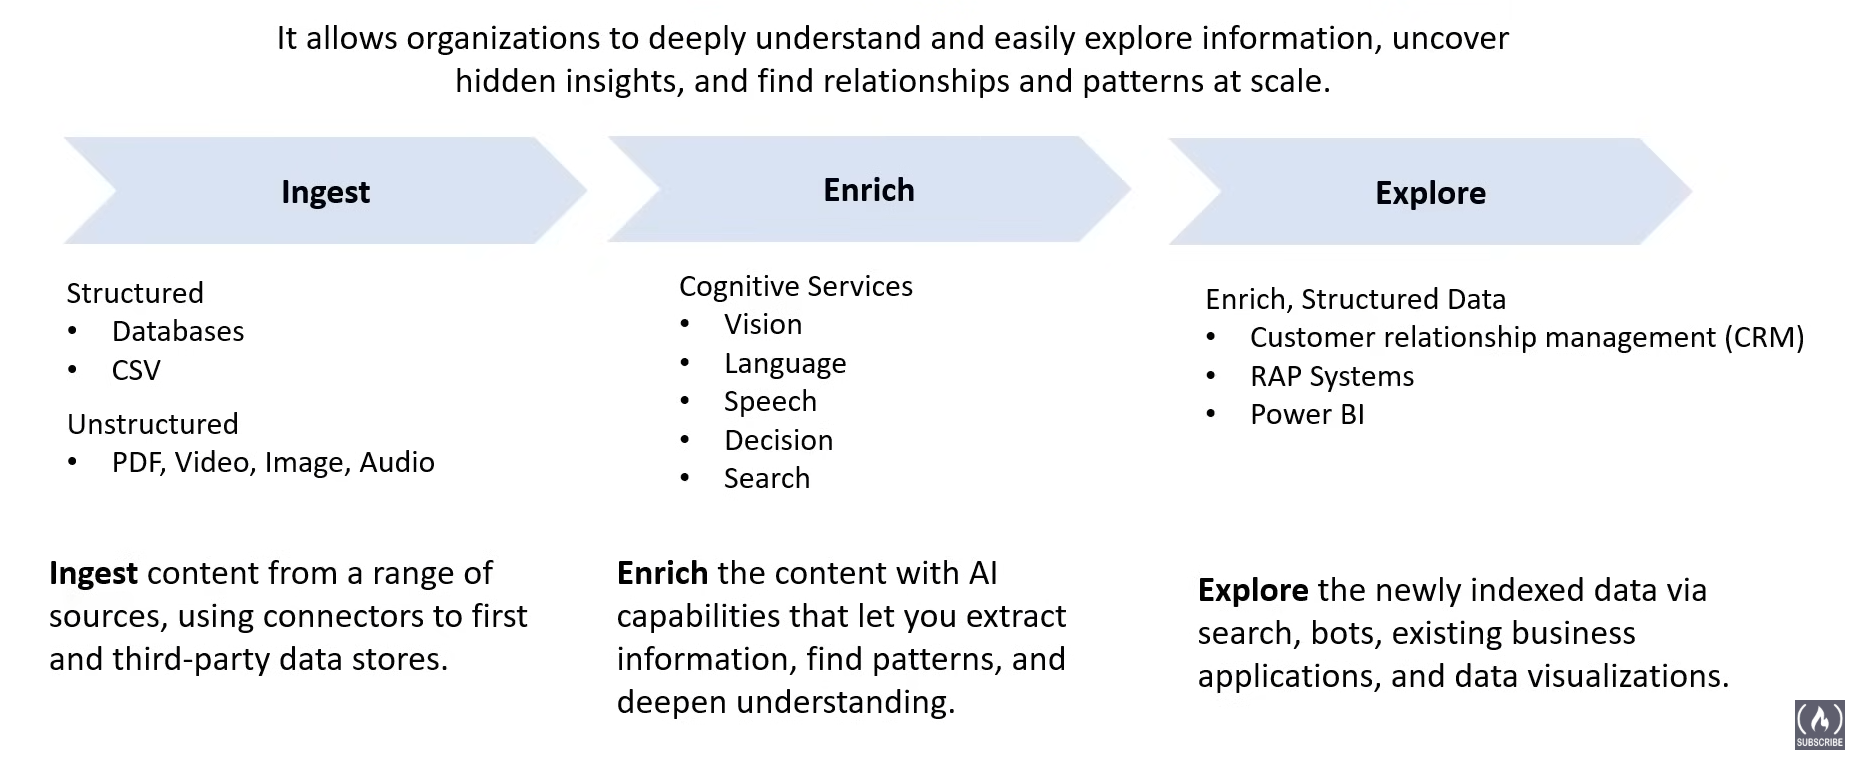 It allows organizations to deeply understand and easily explore information, uncover
hidden insights, and find relationships and patterns at scale.
Ingest
Structured
• Databases
• CSV
Unstructured
• PDF, Video, Image, Audio
Ingest content from a range of
sources, using connectors to first
and third-party data stores.
Enrich
Cognitive Services
• Vision
• Language
• Speech
• Decision
• Search
Enrich the content with AI
capabilities that let you extract
information, find patterns, and
deepen understanding.
Explore
Enrich, Structured Data
• Customer relationship management (CRM)
• RAP Systems
• Power BI
Explore the newly indexed data via
search, bots, existing business
applications, and data visualizations.
SUBSCRIBE